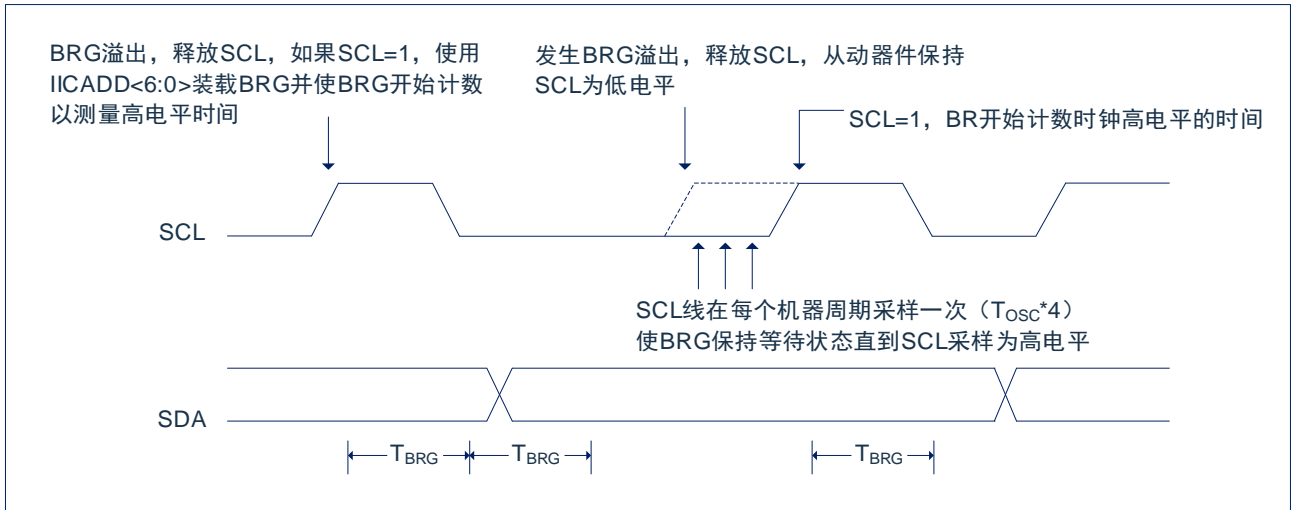 BRG溢出，释放SCL，如果SCL=1，使用
IICADD<6:0>装载BRG并使BRG开始计数
以测量高电平时间
发生BRG溢出，释放SCL，从动器件保持
SCL为低电平
SCL=1，BR开始计数时钟高电平的时间
SCL
SCL线在每个机器周期采样一次（TOSC*4）
使BRG保持等待状态直到SCL采样为高电平
SDA
TBRG TBRG TBRG